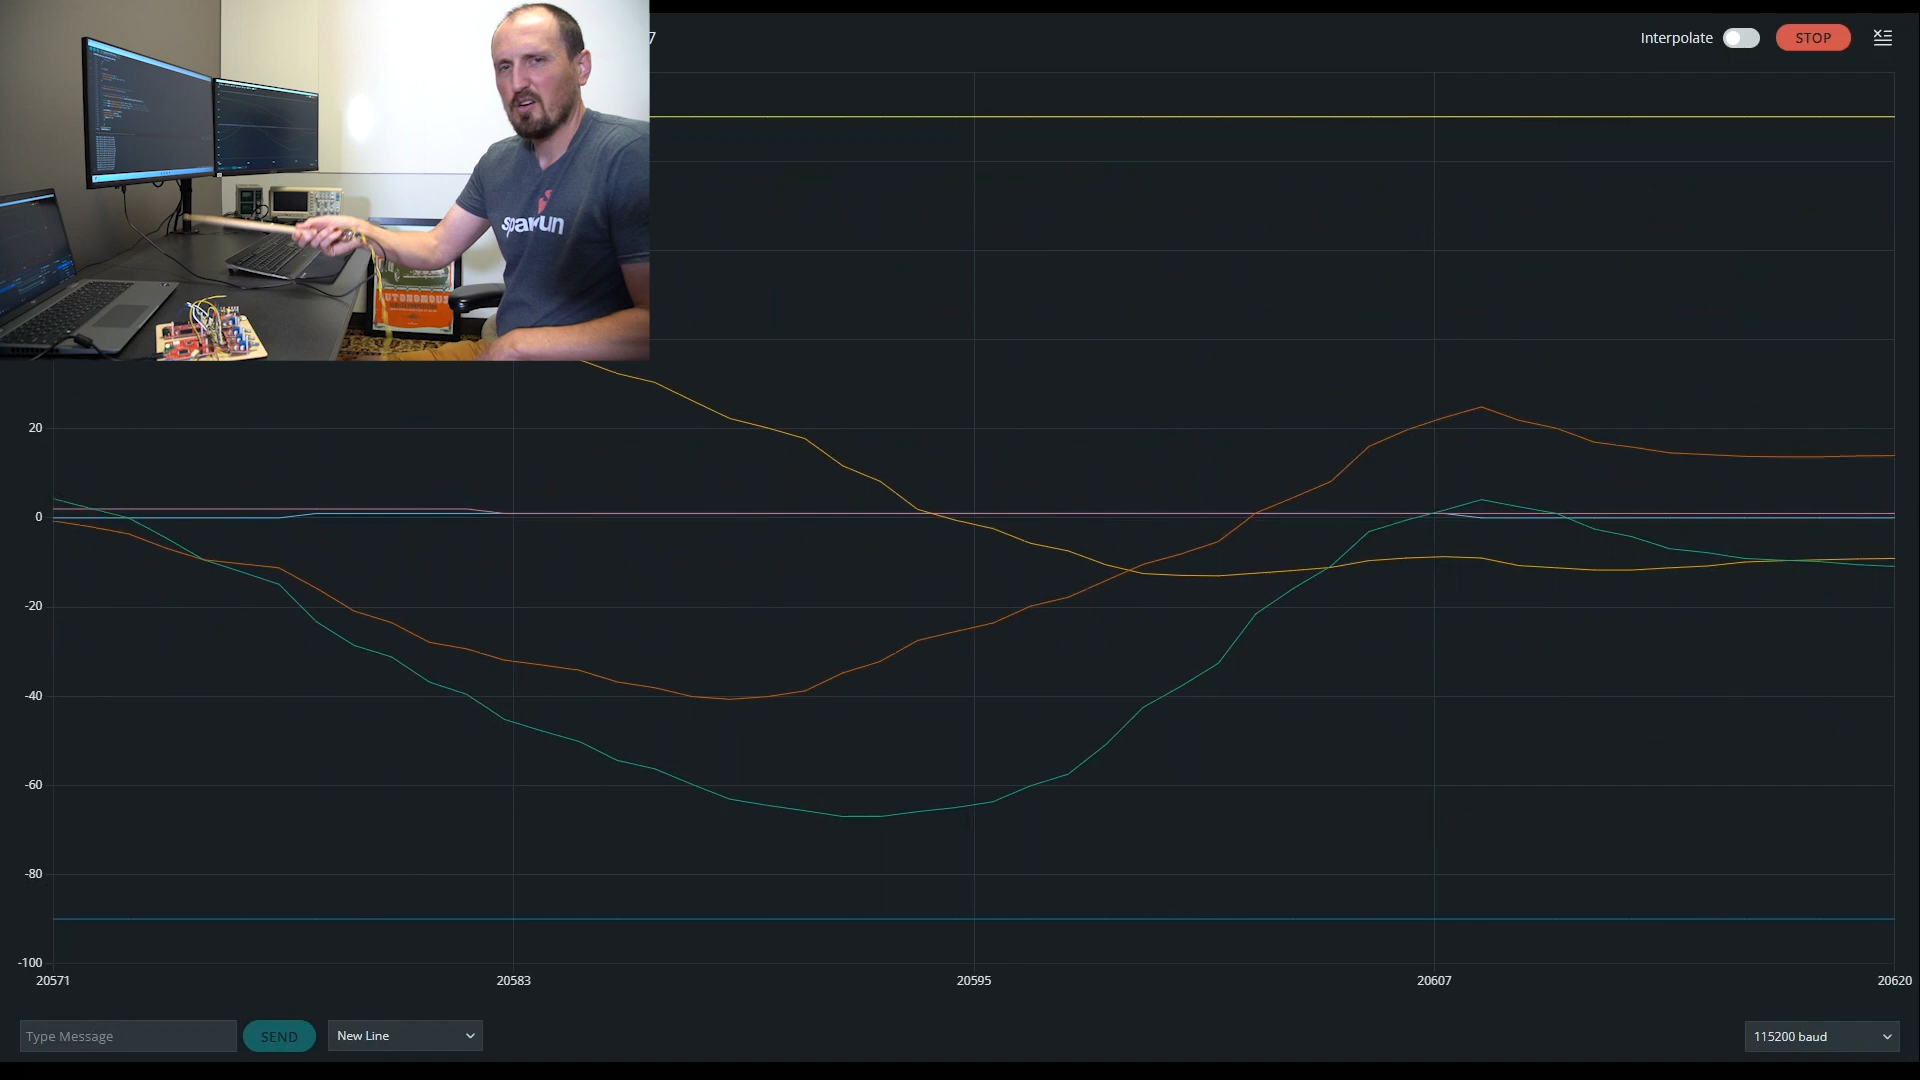 7
Interpolate
STOP
AUTONOMOUS
20
0
-20
-40
-60
-80
-100
20571
20583
20595
20607
20620
Type Message
SEND
New Line
115200 baud